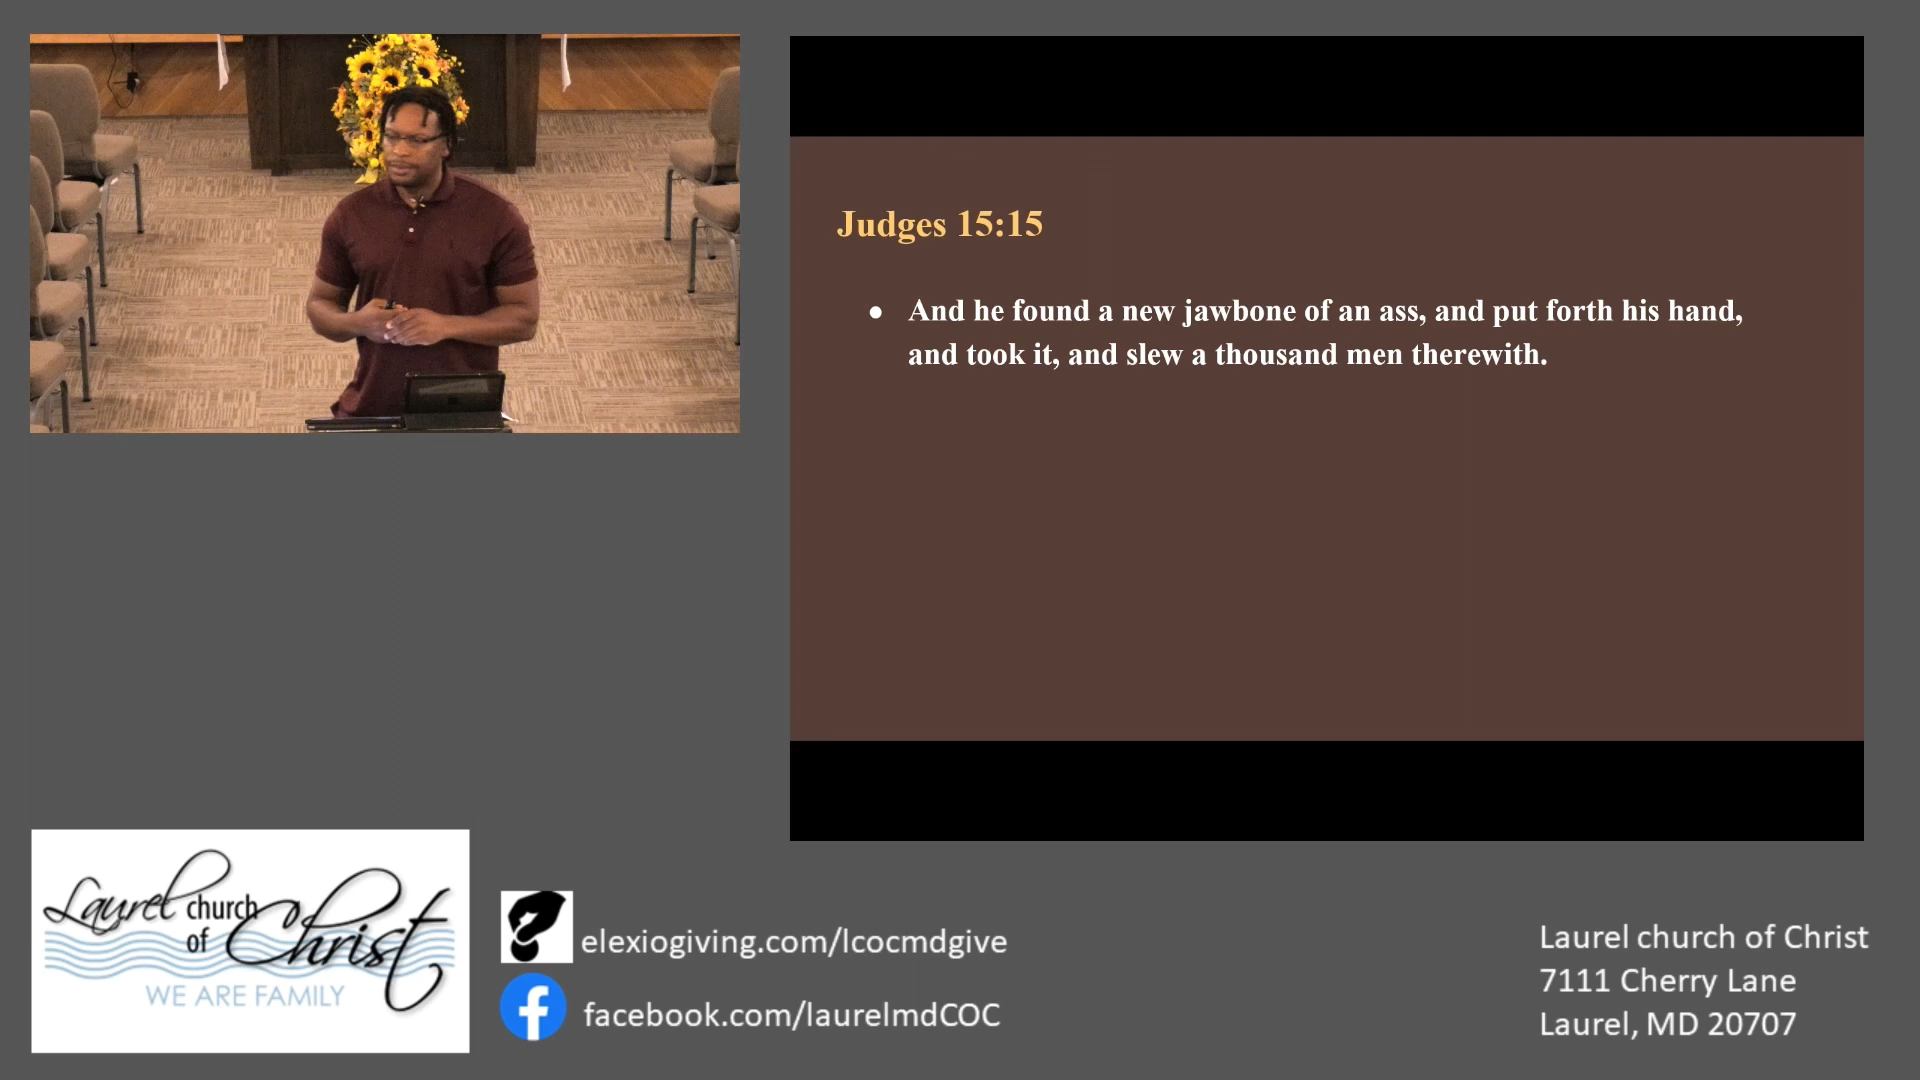 Judges 15:15
● And he found a new jawbone of an ass, and put forth his hand,
and took it, and slew a thousand men therewith.
Laurel church
of Christ
WE ARE FAMILY
elexiogiving.com/lcocmdgive
facebook.com/laurelmdCOC
Laurel church of Christ
7111 Cherry Lane
Laurel, MD 20707